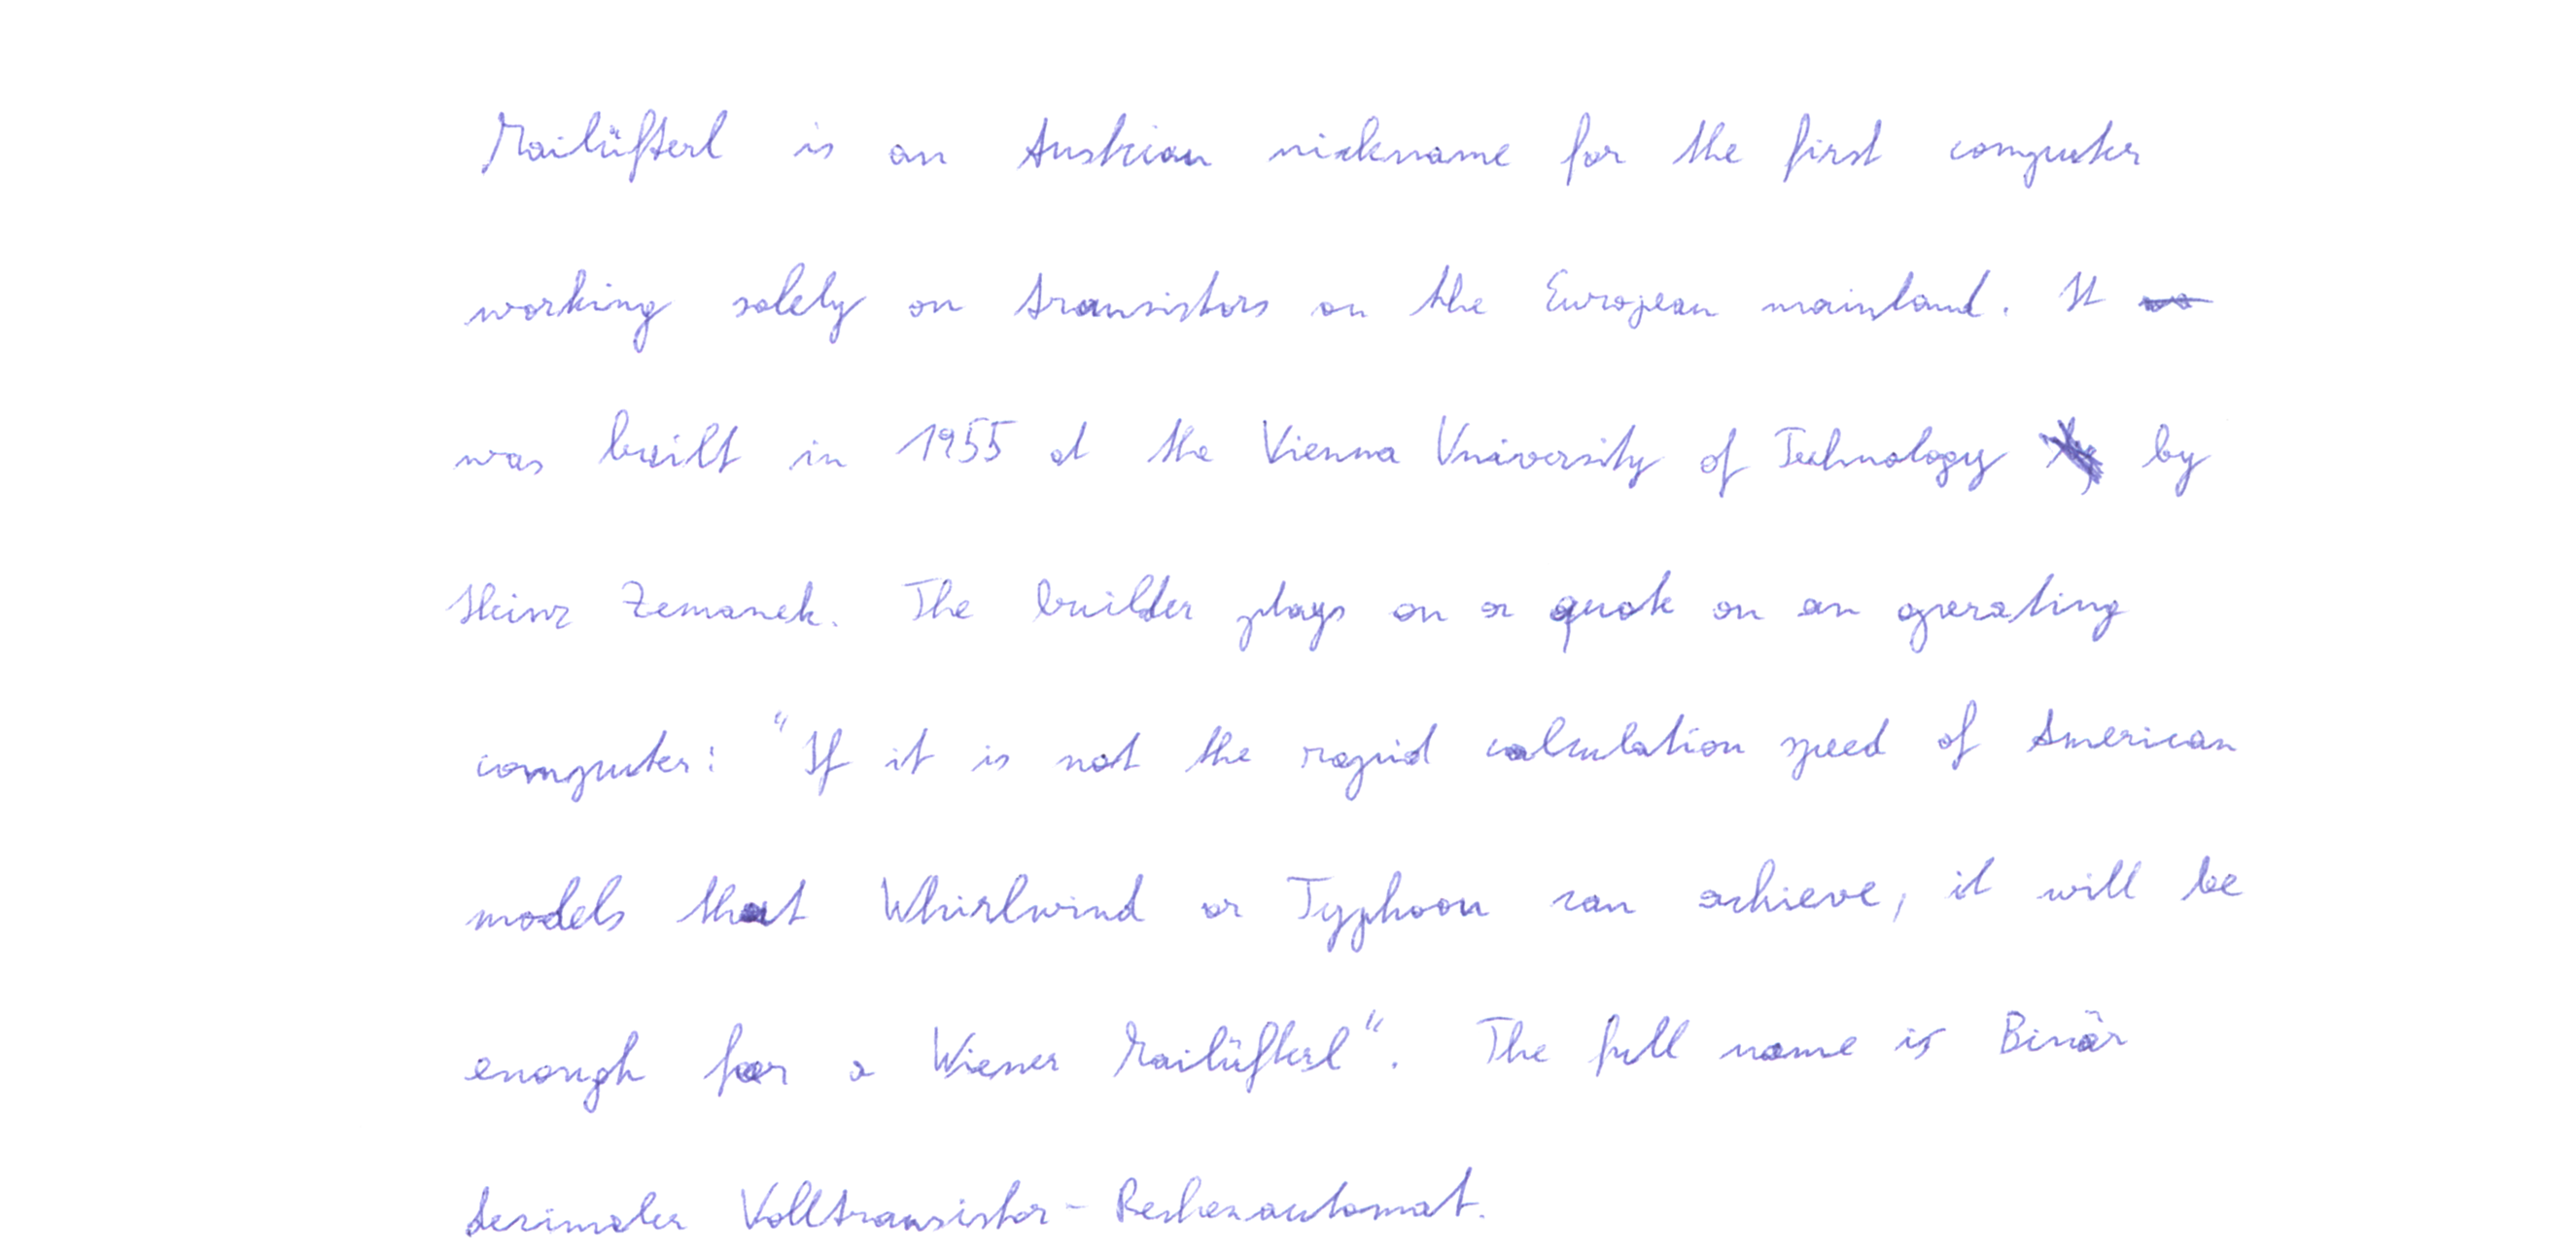 Mailüfterl is an Austrian nickname for the first computer
working solely on transistors on the European mainland. It
was built in 1955 at the Vienna University of Technology by
Heinz Zemanek. The builder plays on a quote on an operating
computer: "If it is not the rapid calculation speed of American
models that Whirlwind or Typhoon can achieve, it will be
enough for a Wiener Mailüfterl". The full name is Binär
dezimaler Volltransistor-Rechenautomat.